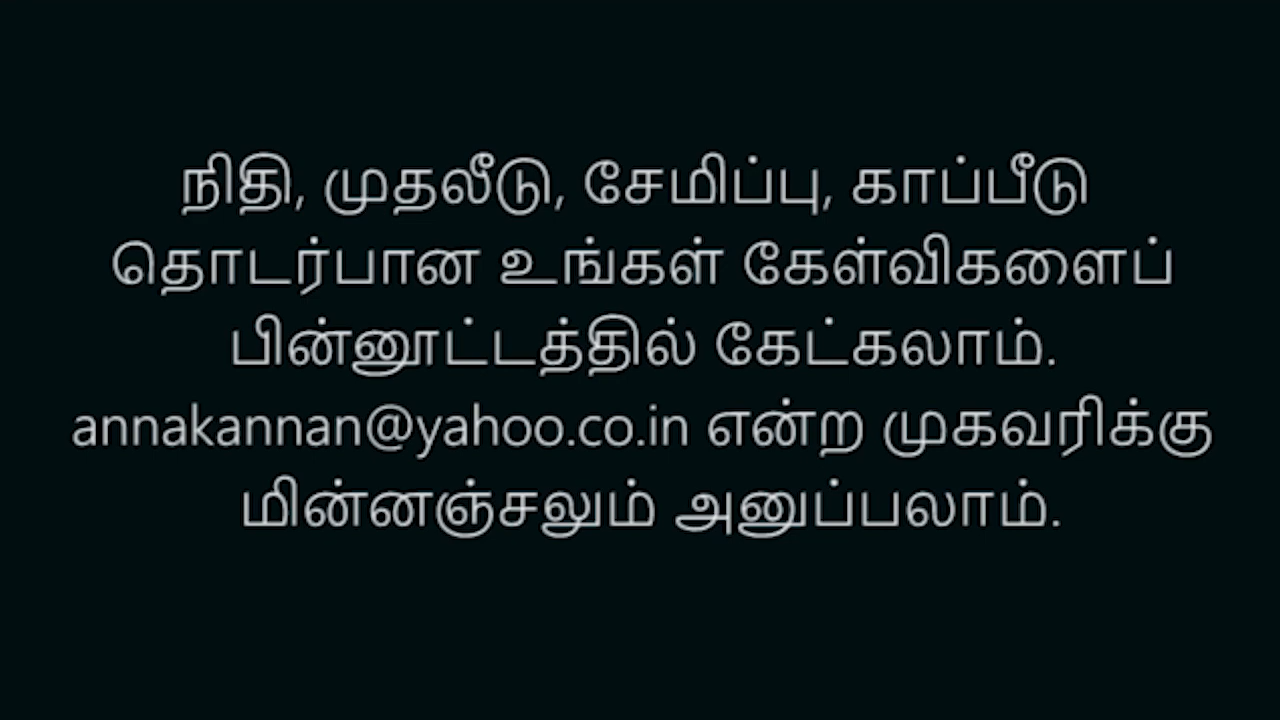 நிதி, முதலீடு, சேமிப்பு, காப்பீடு
தொடர்பான உங்கள் கேள்விகளைப்
பின்னூட்டத்தில் கேட்கலாம்.
annakannan@yahoo.co.in என்ற முகவரிக்கு
மின்னஞ்சலும் அனுப்பலாம்.